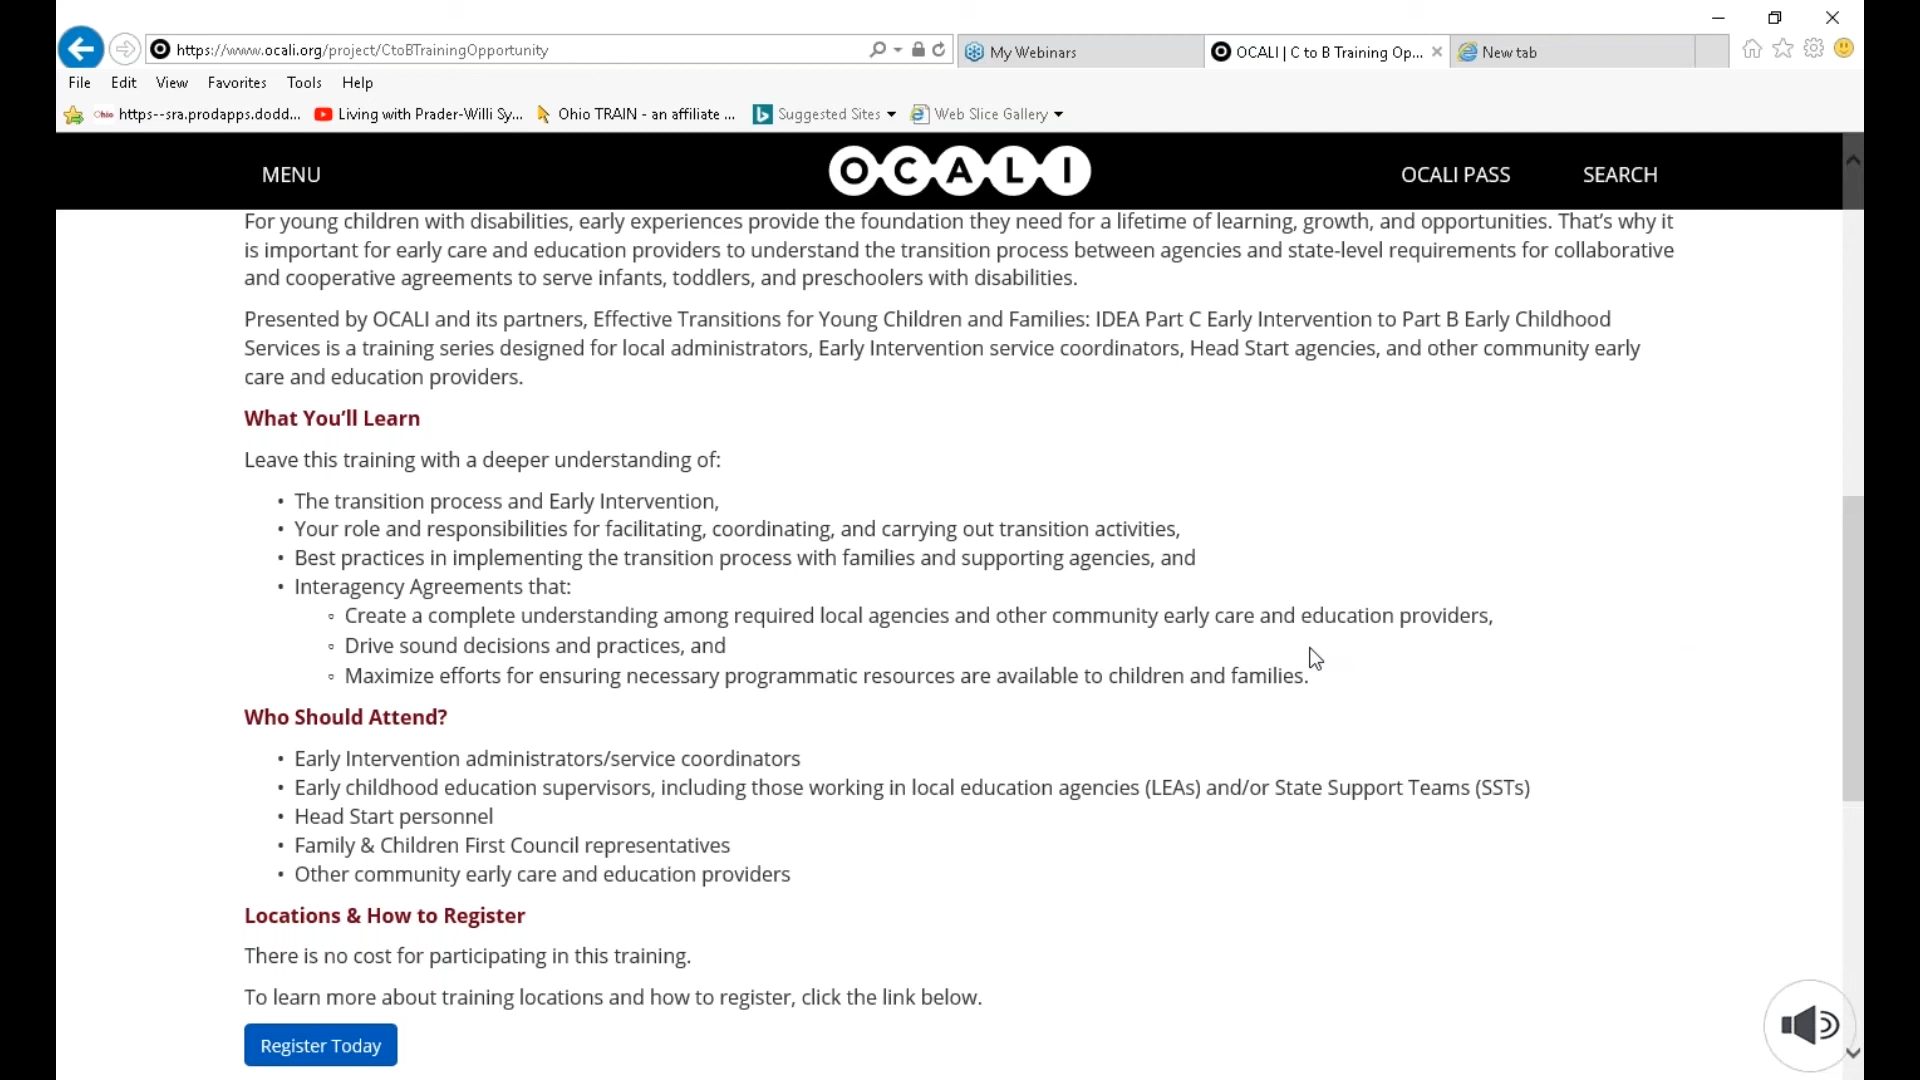 https://www.ocali.org/project/CtoBTrainingOpportunity
My Webinars
OCALI | C to B Training Op...
New tab
File Edit View Favorites Tools Help
https--sra.prodapps.dodd...
Living with Prader-Willi Sy...
Ohio TRAIN - an affiliate ...
Suggested Sites
Web Slice Gallery
MENU
OCALI
OCALI PASS
SEARCH
For young children with disabilities, early experiences provide the foundation they need for a lifetime of learning, growth, and opportunities. That’s why it
is important for early care and education providers to understand the transition process between agencies and state-level requirements for collaborative
and cooperative agreements to serve infants, toddlers, and preschoolers with disabilities.
Presented by OCALI and its partners, Effective Transitions for Young Children and Families: IDEA Part C Early Intervention to Part B Early Childhood
Services is a training series designed for local administrators, Early Intervention service coordinators, Head Start agencies, and other community early
care and education providers.
What You’ll Learn
Leave this training with a deeper understanding of:
• The transition process and Early Intervention,
• Your role and responsibilities for facilitating, coordinating, and carrying out transition activities,
• Best practices in implementing the transition process with families and supporting agencies, and
• Interagency Agreements that:
◦ Create a complete understanding among required local agencies and other community early care and education providers,
◦ Drive sound decisions and practices, and
◦ Maximize efforts for ensuring necessary programmatic resources are available to children and families.
Who Should Attend?
• Early Intervention administrators/service coordinators
• Early childhood education supervisors, including those working in local education agencies (LEAs) and/or State Support Teams (SSTs)
• Head Start personnel
• Family & Children First Council representatives
• Other community early care and education providers
Locations & How to Register
There is no cost for participating in this training.
To learn more about training locations and how to register, click the link below.
Register Today